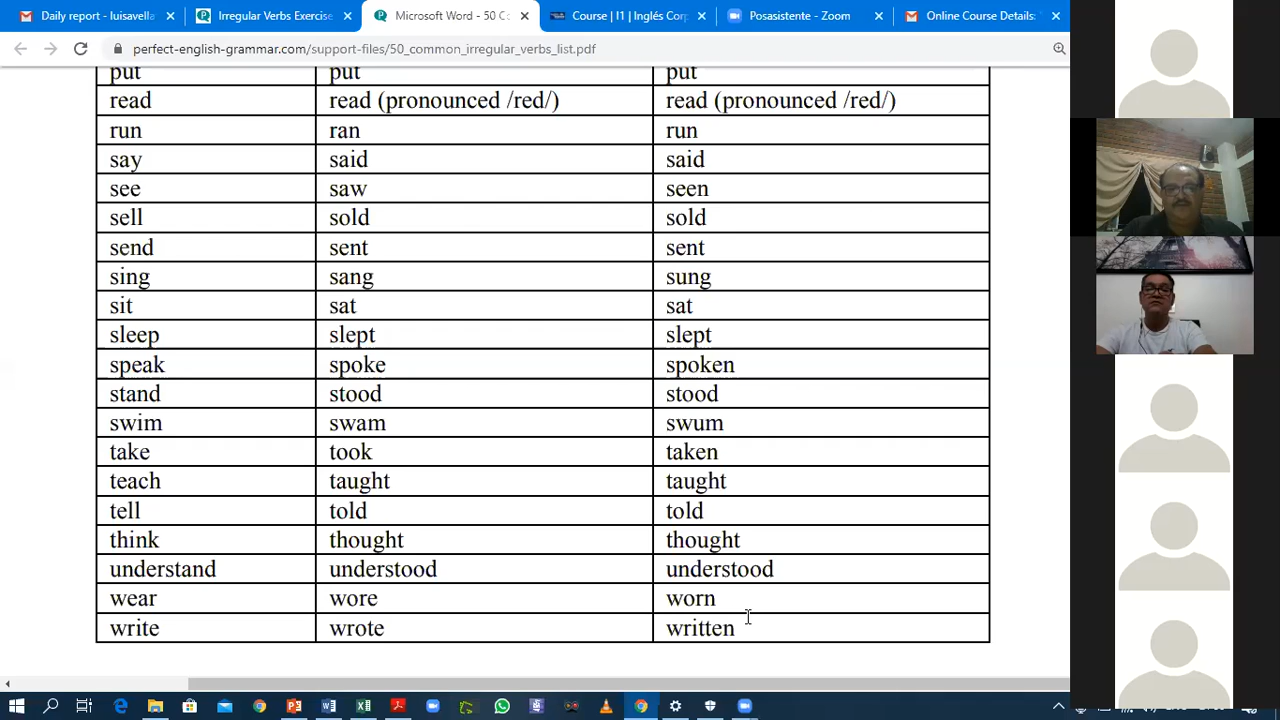 Daily report - luisavella
Irregular Verbs Exercise
Microsoft Word - 50 Co
Course | I1 | Inglés Corp
Posasistente - Zoom
Online Course Details:
perfect-english-grammar.com/support-files/50_common_irregular_verbs_list.pdf
put put put
read read (pronounced /red/) read (pronounced /red/)
run ran run
say said said
see saw seen
sell sold sold
send sent sent
sing sang sung
sit sat sat
sleep slept slept
speak spoke spoken
stand stood stood
swim swam swum
take took taken
teach taught taught
tell told told
think thought thought
understand understood understood
wear wore worn
write wrote written